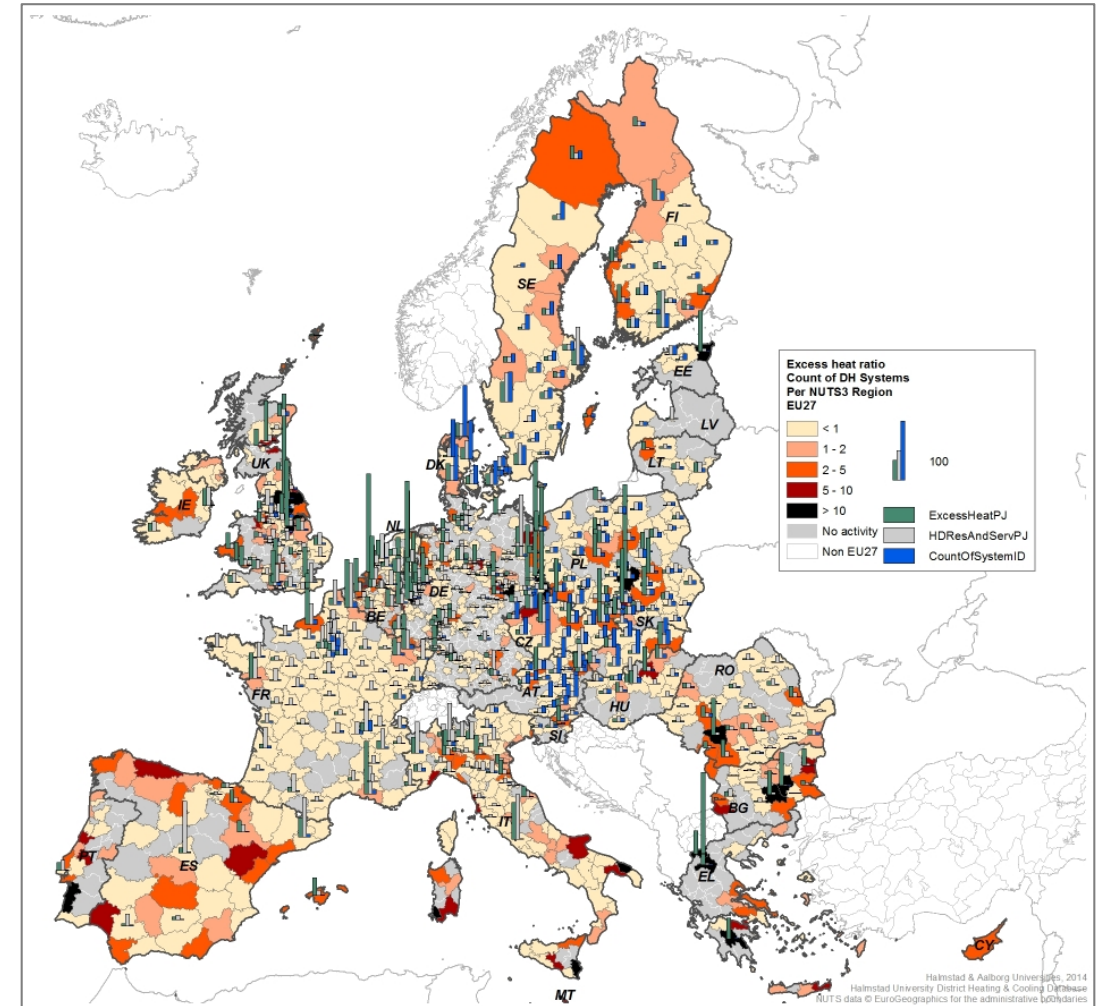 FI
SE
EE
LV
LT
DK
UK
IE
NL
PL
DE
BE
SK
CZ
RO
AT
FR
HU
SI
BG
IT
ES
EL
CY
MT
Excess heat ratio
Count of DH Systems
Per NUTS3 Region
EU27
< 1
1 - 2
2 - 5
5 - 10
> 10
No activity
Non EU27
100
ExcessHeatPJ
HDResAndServPJ
CountOfSystemID
Halmstad & Aalborg Universities, 2014
Halmstad University District Heating & Cooling Database
NUTS data © EuroGeographics for the administrative boundaries